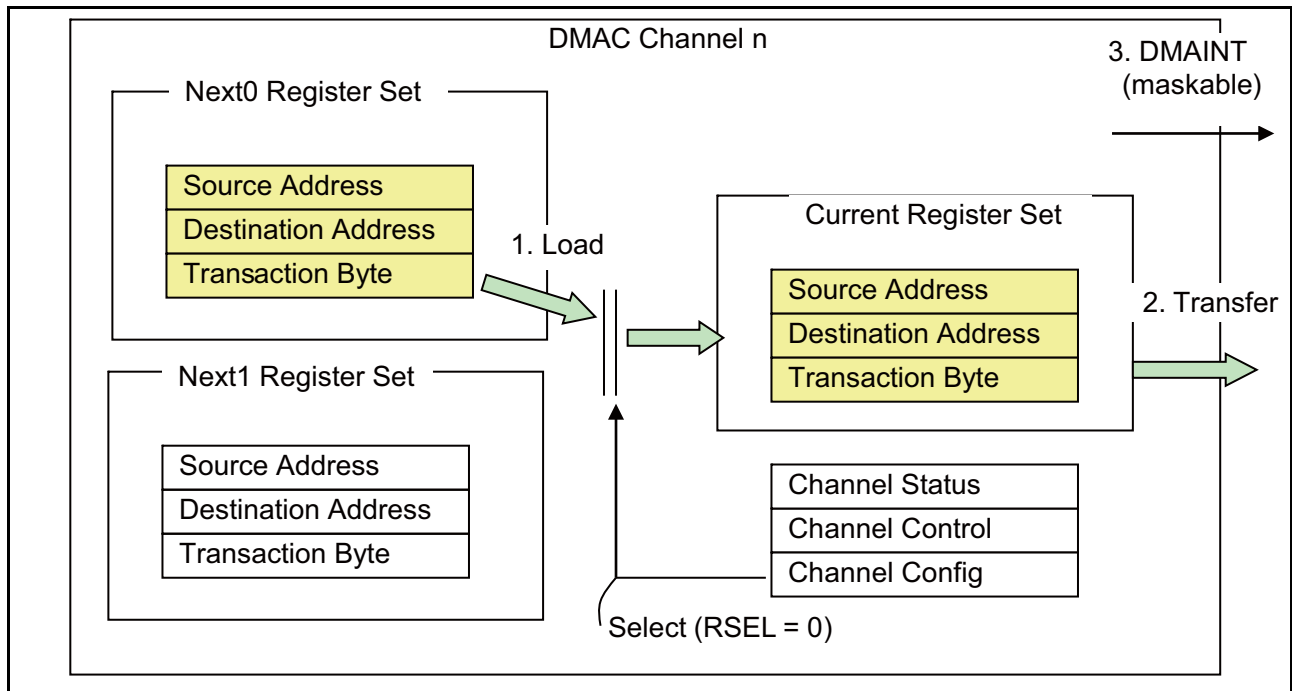 DMAC Channel n
3. DMAINT
(maskable)
Next0 Register Set
Source Address
Destination Address
Transaction Byte
1. Load
Current Register Set
Source Address
Destination Address
Transaction Byte
2. Transfer
Next1 Register Set
Source Address
Destination Address
Transaction Byte
Channel Status
Channel Control
Channel Config
Select (RSEL = 0)